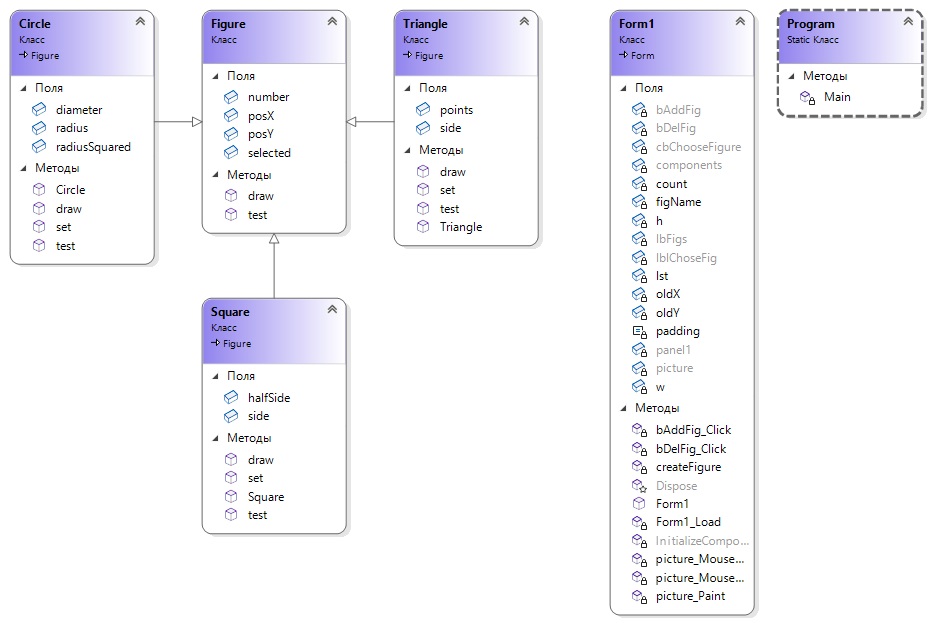 Circle
Класс
Figure
Поля
diameter
radius
radiusSquared
Методы
Circle
draw
set
test
Figure
Класс
Поля
number
posX
posY
selected
Методы
draw
test
Triangle
Класс
Figure
Поля
points
side
Методы
draw
set
test
Triangle
Square
Класс
Figure
Поля
halfSide
side
Методы
draw
set
Square
test
Form1
Класс
Form
Поля
bAddFig
bDelFig
cbChooseFigure
components
count
figName
h
lbFigs
lblChoseFig
lst
oldX
oldY
padding
panel1
picture
w
Методы
bAddFig_Click
bDelFig_Click
createFigure
Dispose
Form1
Form1_Load
InitializeCompo...
picture_Mouse...
picture_Mouse...
picture_Paint
Program
Static Класс
Методы
Main